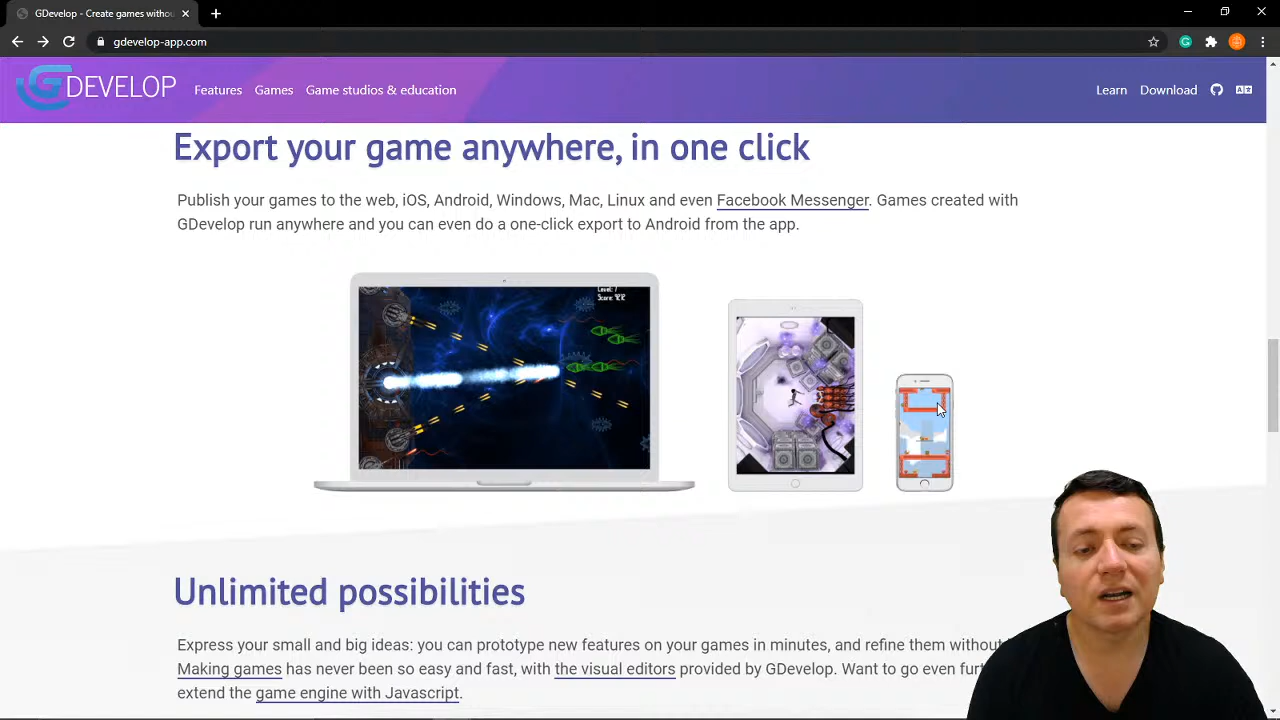 GDevelop - Create games withou
gdevelop-app.com
GDEVELOP
Features
Games
Game studios & education
Learn
Download
Export your game anywhere, in one click
Publish your games to the web, iOS, Android, Windows, Mac, Linux and even Facebook Messenger. Games created with
GDevelop run anywhere and you can even do a one-click export to Android from the app.
Unlimited possibilities
Express your small and big ideas: you can prototype new features on your games in minutes, and refine them without
Making games has never been so easy and fast, with the visual editors provided by GDevelop. Want to go even fur
extend the game engine with Javascript.